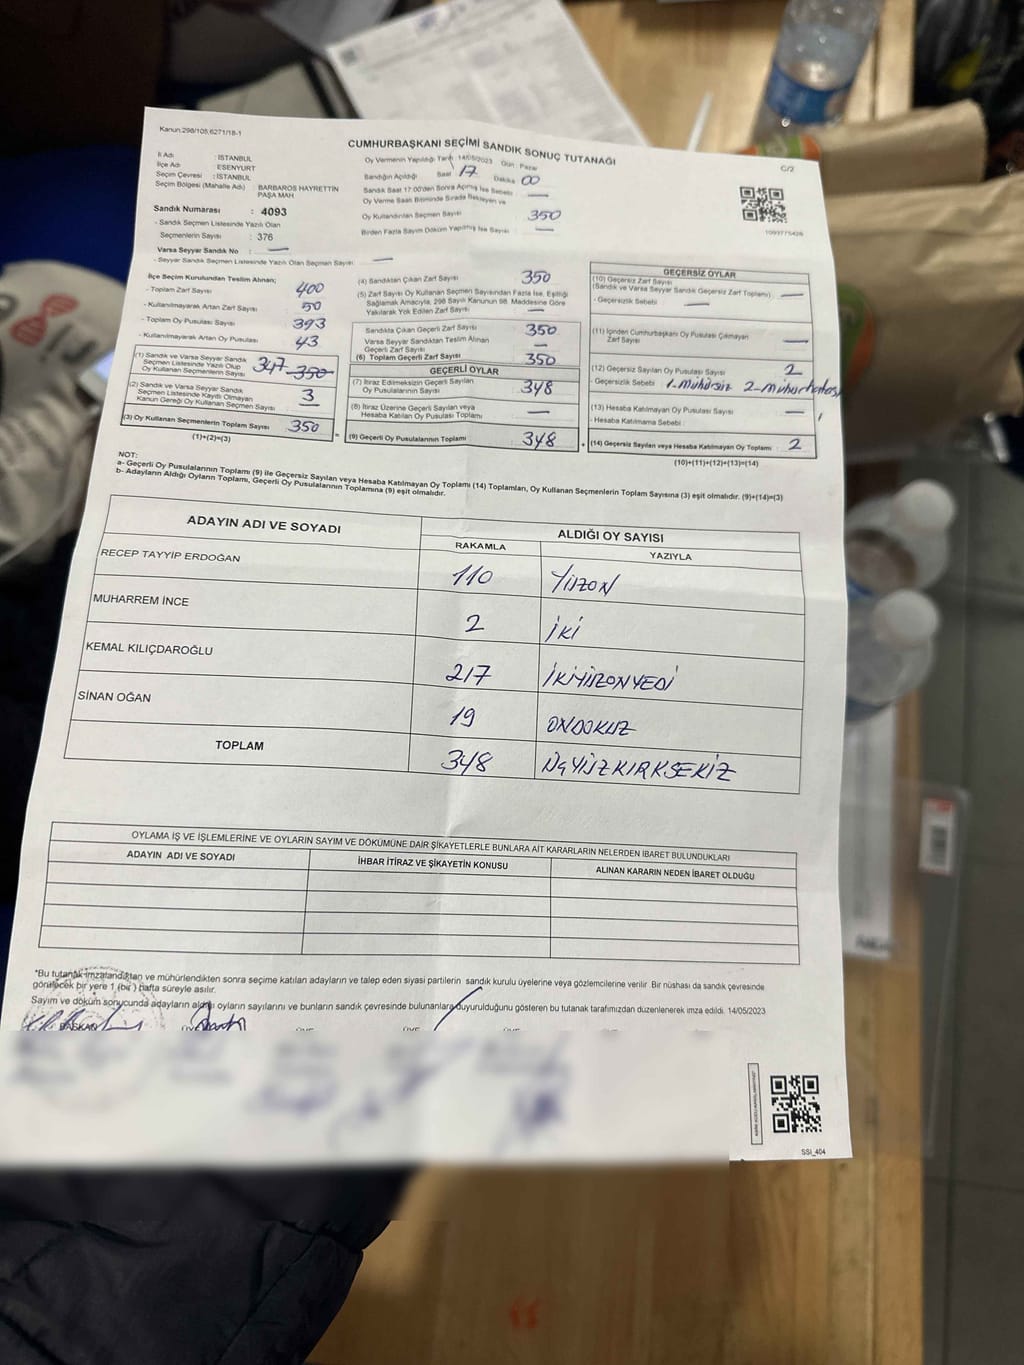 Kanun:298/105;6271/18-1
CUMHURBAŞKANI SEÇİMİ SANDIK SONUÇ TUTANAĞI
C/2
İl Adı : İSTANBUL
İlçe Adı : ESENYURT
Seçim Çevresi : İSTANBUL
Seçim Bölgesi (Mahalle Adı) : BARBAROS HAYRETTİN PAŞA MAH.
Sandık Numarası : 4093
- Sandık Seçmen Listesinde Yazılı Olan
Seçmenlerin Sayısı : 376
Varsa Seyyar Sandık No : —
- Seyyar Sandık Seçmen Listesinde Yazılı Olan Seçmen Sayısı : —
Oy Vermenin Yapıldığı Tarih 14/05/2023 Gün Pazar
Sandığın Açıldığı Saat 17 Dakika 00
Sandık Saat 17:00'den Sonra Açılmış İse Sebebi : —
Oy Verme Saati Bitiminde Sırada Bekleyen ve
Oy Kullandırılan Seçmen Sayısı 350
Birden Fazla Sayım Döküm Yapılmış İse Sayısı : —
1093775428
İlçe Seçim Kurulundan Teslim Alınan;
- Toplam Zarf Sayısı 400
- Kullanılmayarak Artan Zarf Sayısı 50
- Toplam Oy Pusulası Sayısı 393
- Kullanılmayarak Artan Oy Pusulası 43
(1) Sandık ve Varsa Seyyar Sandık
Seçmen Listesinde Yazılı Olup
Oy Kullanan Seçmenlerin Sayısı 347 350
(2) Sandık ve Varsa Seyyar Sandık
Seçmen Listesinde Kayıtlı Olmayan
Kanun Gereği Oy Kullanan Seçmen Sayısı 3
(3) Oy Kullanan Seçmenlerin Toplam Sayısı 350
(1)+(2)=(3)
(4) Sandıktan Çıkan Zarf Sayısı 350
(5) Zarf Sayısı Oy Kullanan Seçmen Sayısından Fazla İse, Eşitliği
Sağlamak Amacıyla, 298 Sayılı Kanunun 98. Maddesine Göre
Yakılarak Yok Edilen Zarf Sayısı : —
Sandıkta Çıkan Geçerli Zarf Sayısı 350
Varsa Seyyar Sandıktan Teslim Alınan
Geçerli Zarf Sayısı —
(6) Toplam Geçerli Zarf Sayısı 350
GEÇERLİ OYLAR
(7) İtiraz Edilmeksizin Geçerli Sayılan
Oy Pusulalarının Sayısı 348
(8) İtiraz Üzerine Geçerli Sayılan veya
Hesaba Katılan Oy Pusulası Toplamı —
(9) Geçerli Oy Pusulalarının Toplamı 348
GEÇERSİZ OYLAR
(10) Geçersiz Zarf Sayısı
(Sandık ve Varsa Seyyar Sandık Geçersiz Zarf Toplamı) : —
- Geçersizlik Sebebi : —
(11) İçinden Cumhurbaşkanı Oy Pusulası Çıkmayan
Zarf Sayısı —
(12) Geçersiz Sayılan Oy Pusulası Sayısı 2
- Geçersizlik Sebebi : 1-mühürsiz 2-mühürhatası
(13) Hesaba Katılmayan Oy Pusulası Sayısı —
- Hesaba Katılmama Sebebi :
(14) Geçersiz Sayılan veya Hesaba Katılmayan Oy Toplamı : 2
(10)+(11)+(12)+(13)=(14)
NOT:
a- Geçerli Oy Pusulalarının Toplamı (9) ile Geçersiz Sayılan veya Hesaba Katılmayan Oy Toplamı (14) Toplamları, Oy Kullanan Seçmenlerin Toplam Sayısına (3) eşit olmalıdır. (9)+(14)=(3)
b- Adayların Aldığı Oyların Toplamı, Geçerli Oy Pusulalarının Toplamına (9) eşit olmalıdır.
ADAYIN ADI VE SOYADI ALDIĞI OY SAYISI
RAKAMLA YAZIYLA
RECEP TAYYİP ERDOĞAN 110 YÜZON
MUHARREM İNCE 2 İKİ
KEMAL KILIÇDAROĞLU 217 İKİYÜZONYEDİ
SİNAN OĞAN 19 ONDOKUZ
TOPLAM 348 ÜÇYÜZKIRKSEKİZ
OYLAMA İŞ VE İŞLEMLERİNE VE OYLARIN SAYIM VE DÖKÜMÜNE DAİR ŞİKAYETLERLE BUNLARA AİT KARARLARIN NELERDEN İBARET BULUNDUKLARI
ADAYIN ADI VE SOYADI İHBAR İTİRAZ VE ŞİKAYETİN KONUSU ALINAN KARARIN NEDEN İBARET OLDUĞU
*Bu tutanak imzalandıktan ve mühürlendikten sonra seçime katılan adayların ve talep eden siyasi partilerin sandık kurulu üyelerine veya gözlemcilerine verilir. Bir nüshası da sandık çevresinde
görülecek bir yere 1 (bir) hafta süreyle asılır.
Sayım ve döküm sonucunda adayların aldığı oyların sayılarını ve bunların sandık çevresinde bulunanlara duyurulduğunu gösteren bu tutanak tarafımızdan düzenlenerek imza edildi. 14/05/2023
BAŞKAN ÜYE ÜYE
SSİ_404